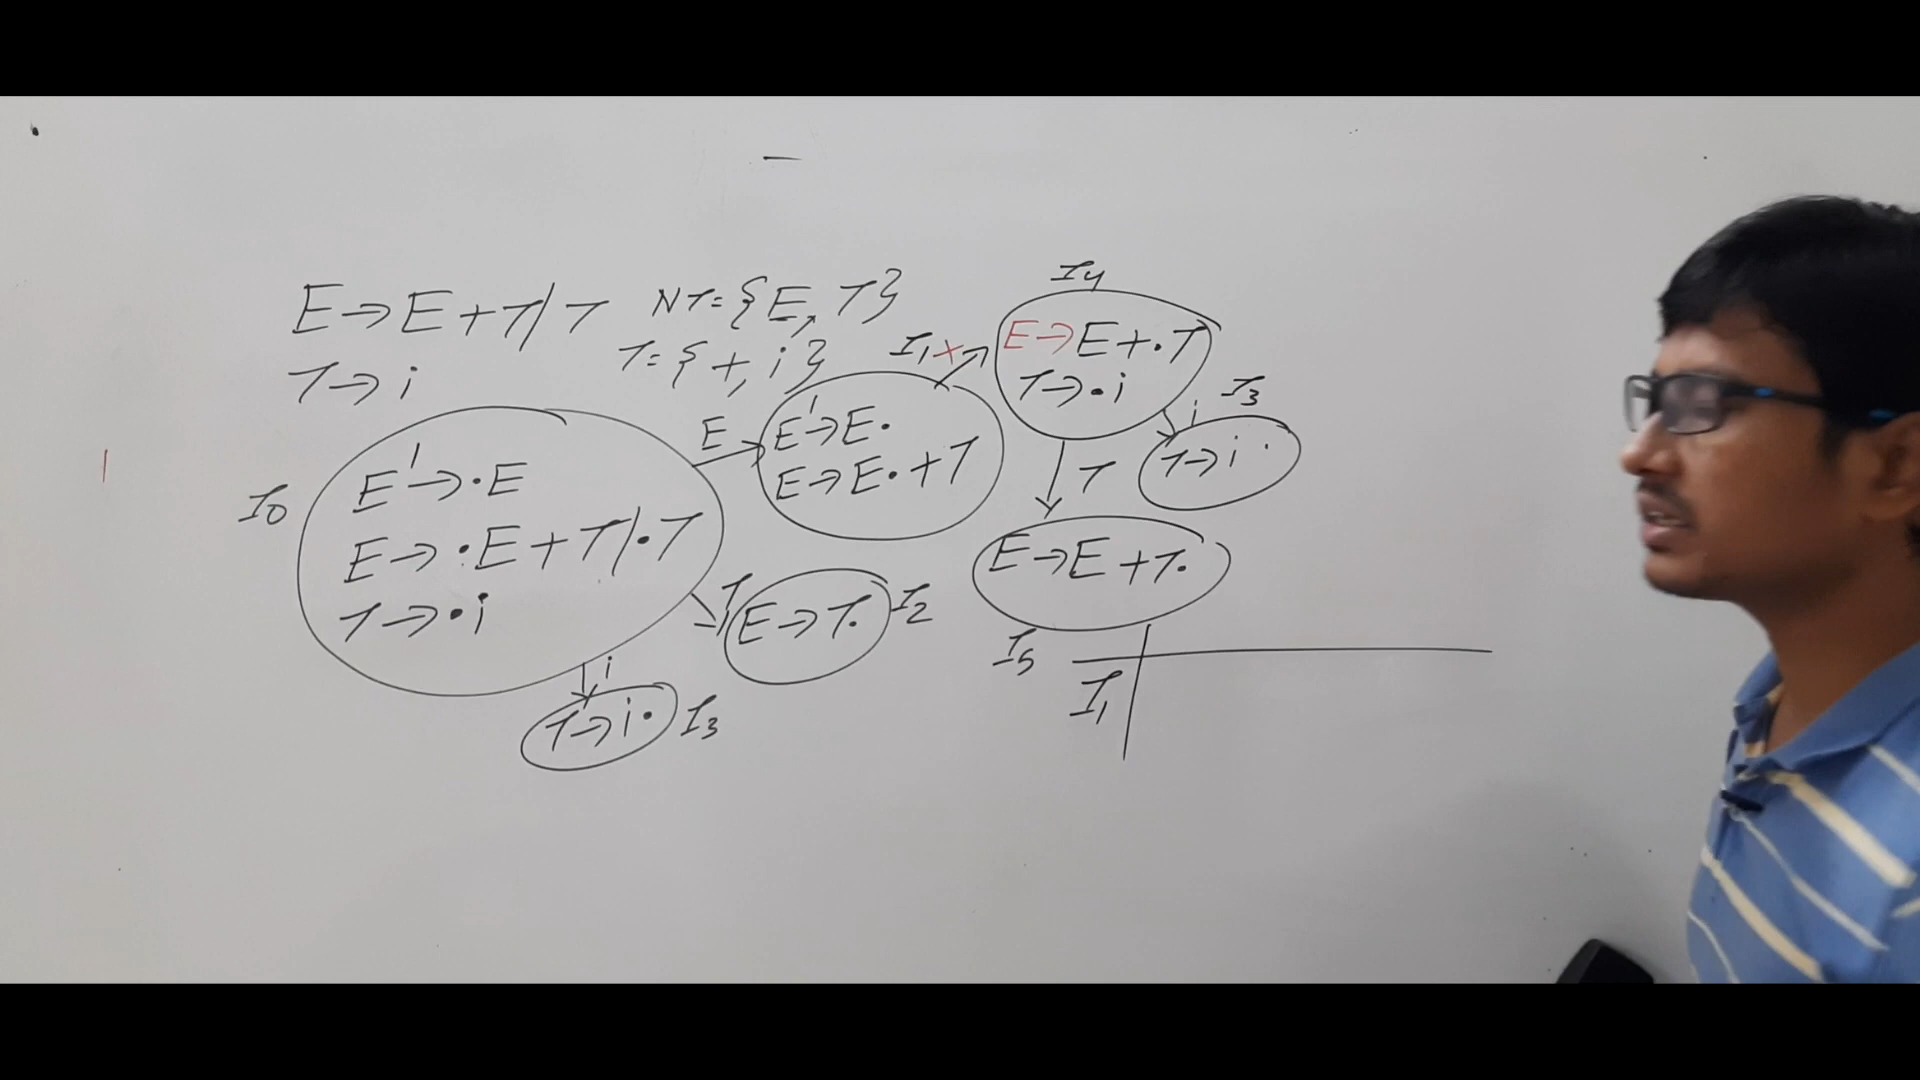 E→E+T/T
T→i
NT={E,T}
T={+,i}
I0
E'→·E
E→·E+T/·T
T→·i
E
I1
E'→E·
E→E·+T
T
E→T· I2
i
T→i· I3
+
I4
E→E+·T
T→·i
i
I3
T→i·
T
E→E+T·
I5
I1